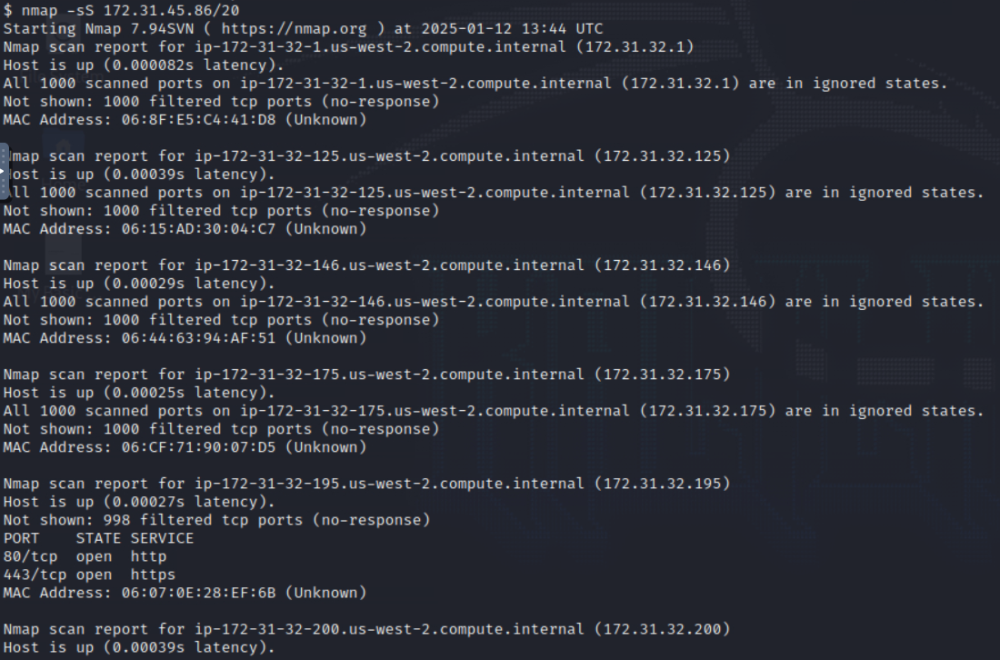 $ nmap -sS 172.31.45.86/20
Starting Nmap 7.94SVN ( https://nmap.org ) at 2025-01-12 13:44 UTC
Nmap scan report for ip-172-31-32-1.us-west-2.compute.internal (172.31.32.1)
Host is up (0.000082s latency).
All 1000 scanned ports on ip-172-31-32-1.us-west-2.compute.internal (172.31.32.1) are in ignored states.
Not shown: 1000 filtered tcp ports (no-response)
MAC Address: 06:8F:E5:C4:41:D8 (Unknown)

Nmap scan report for ip-172-31-32-125.us-west-2.compute.internal (172.31.32.125)
Host is up (0.00039s latency).
All 1000 scanned ports on ip-172-31-32-125.us-west-2.compute.internal (172.31.32.125) are in ignored states.
Not shown: 1000 filtered tcp ports (no-response)
MAC Address: 06:15:AD:30:04:C7 (Unknown)

Nmap scan report for ip-172-31-32-146.us-west-2.compute.internal (172.31.32.146)
Host is up (0.00029s latency).
All 1000 scanned ports on ip-172-31-32-146.us-west-2.compute.internal (172.31.32.146) are in ignored states.
Not shown: 1000 filtered tcp ports (no-response)
MAC Address: 06:44:63:94:AF:51 (Unknown)

Nmap scan report for ip-172-31-32-175.us-west-2.compute.internal (172.31.32.175)
Host is up (0.00025s latency).
All 1000 scanned ports on ip-172-31-32-175.us-west-2.compute.internal (172.31.32.175) are in ignored states.
Not shown: 1000 filtered tcp ports (no-response)
MAC Address: 06:CF:71:90:07:D5 (Unknown)

Nmap scan report for ip-172-31-32-195.us-west-2.compute.internal (172.31.32.195)
Host is up (0.00027s latency).
Not shown: 998 filtered tcp ports (no-response)
PORT    STATE SERVICE
80/tcp  open  http
443/tcp open  https
MAC Address: 06:07:0E:28:EF:6B (Unknown)

Nmap scan report for ip-172-31-32-200.us-west-2.compute.internal (172.31.32.200)
Host is up (0.00039s latency).